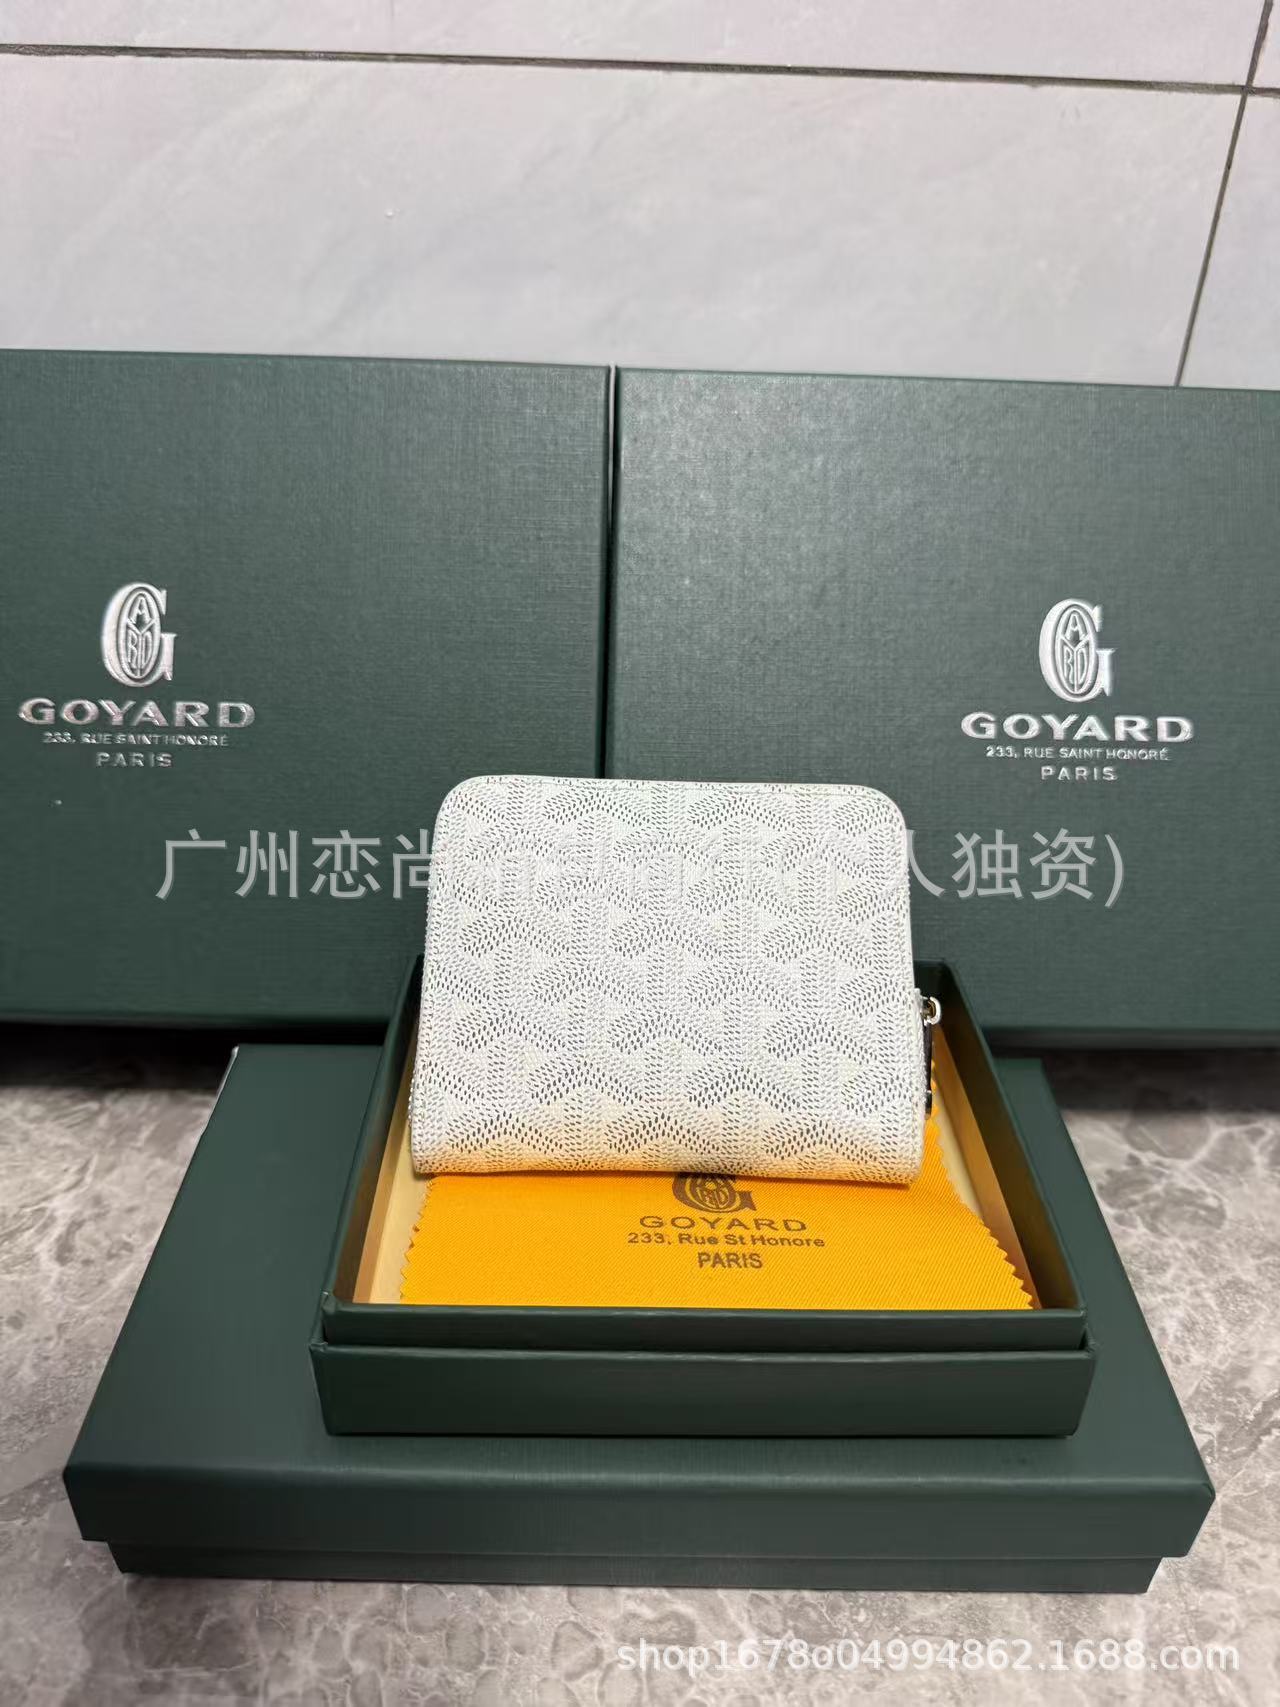 GOYARD
233, RUE SAINT HONORÉ
PARIS
GOYARD
233, RUE SAINT HONORÉ
PARIS
广州恋尚
人独资)
GOYARD
233, Rue St Honore
PARIS
shop1678o04994862.1688.com